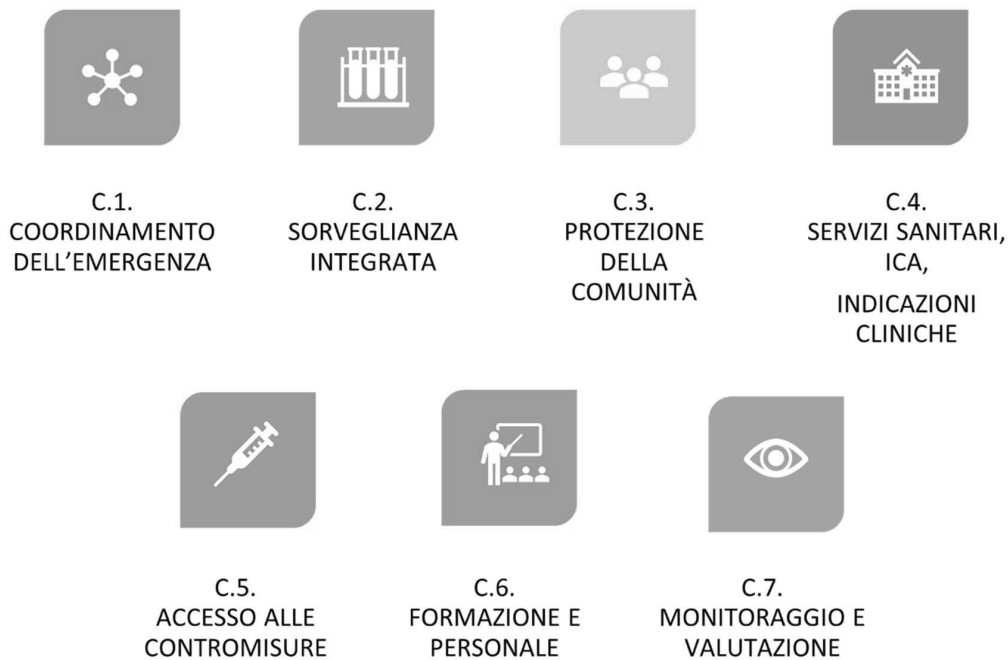 C.1.
COORDINAMENTO
DELL’EMERGENZA
C.2.
SORVEGLIANZA
INTEGRATA
C.3.
PROTEZIONE
DELLA
COMUNITÀ
C.4.
SERVIZI SANITARI,
ICA,
INDICAZIONI
CLINICHE
C.5.
ACCESSO ALLE
CONTROMISURE
C.6.
FORMAZIONE E
PERSONALE
C.7.
MONITORAGGIO E
VALUTAZIONE